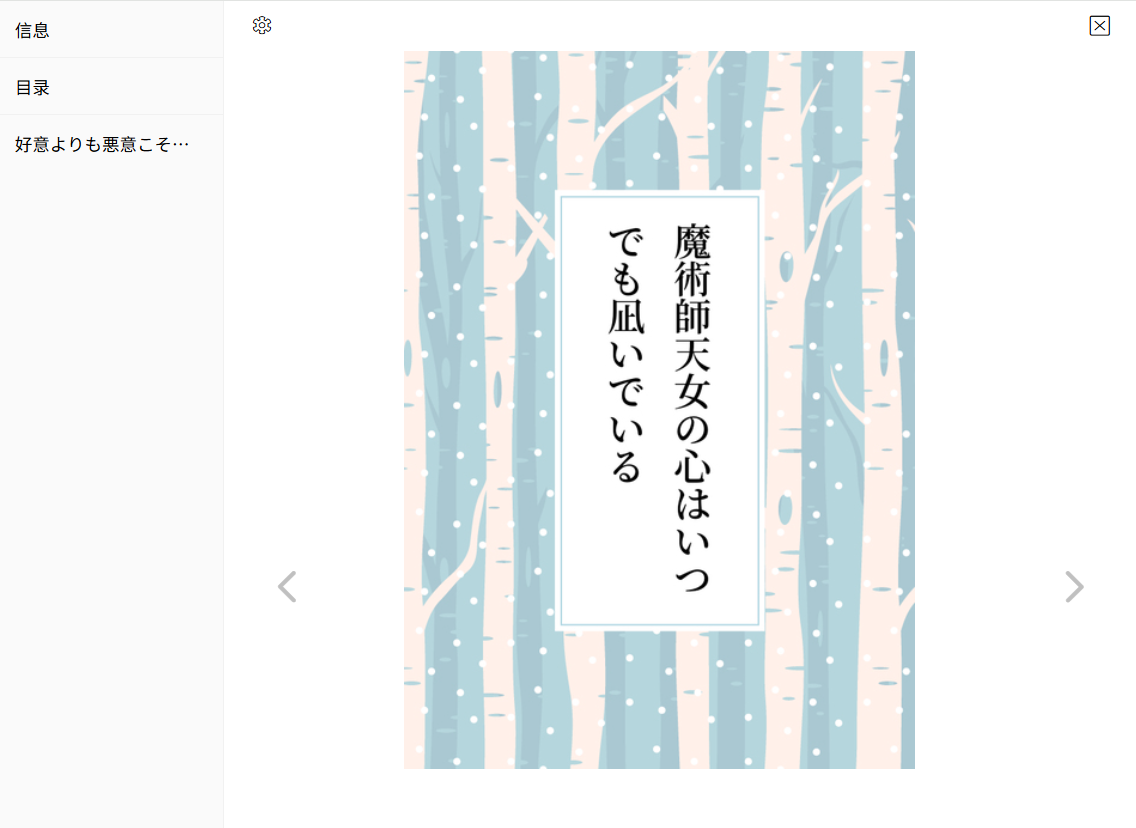 信息
目录
好意よりも悪意こそ…
魔術師天女の心はいつ
でも凪いでいる